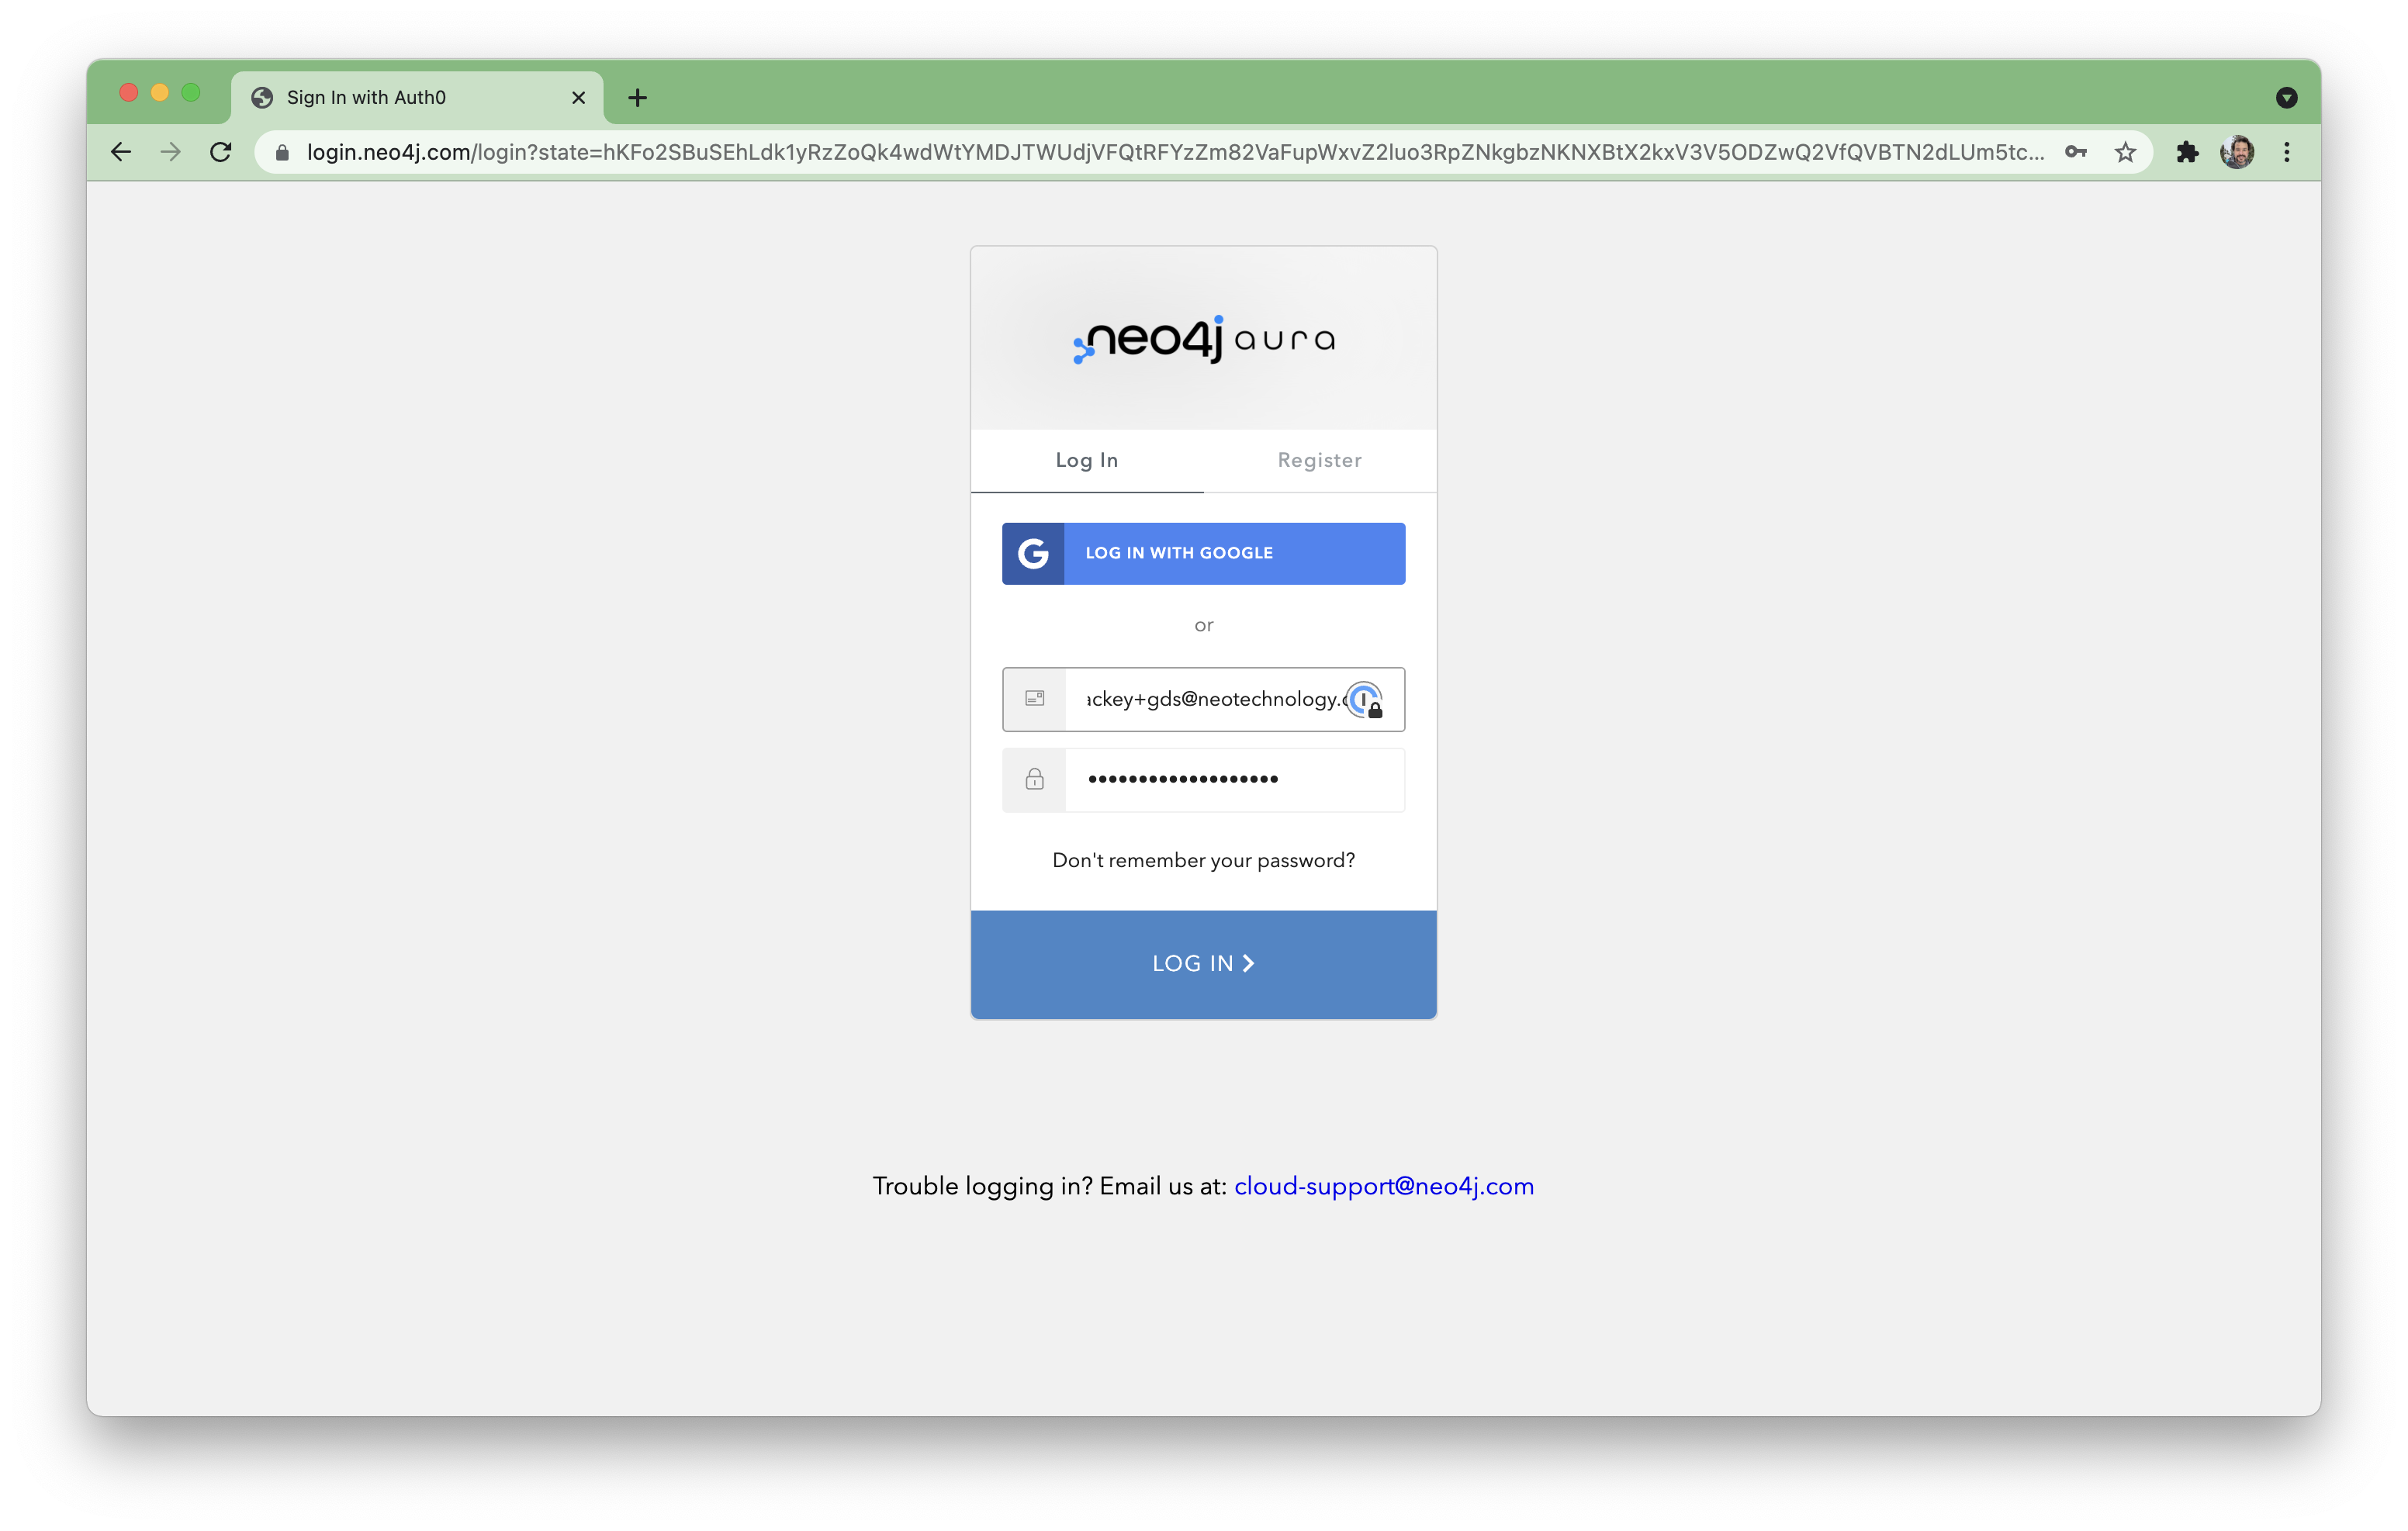 Sign In with Auth0
login.neo4j.com/login?state=hKFo2SBuSEhLdk1yRzZoQk4wdWtYMDJTWUdjVFQtRFYzZm82VaFupWxvZ2luo3RpZNkgbzNKNXBtX2kxV3V5ODZwQ2VfQVBTN2dLUm5tc...
neo4j aura
Log In Register
G LOG IN WITH GOOGLE
or
ackey+gds@neotechnology.c
Don't remember your password?
LOG IN
Trouble logging in? Email us at: cloud-support@neo4j.com